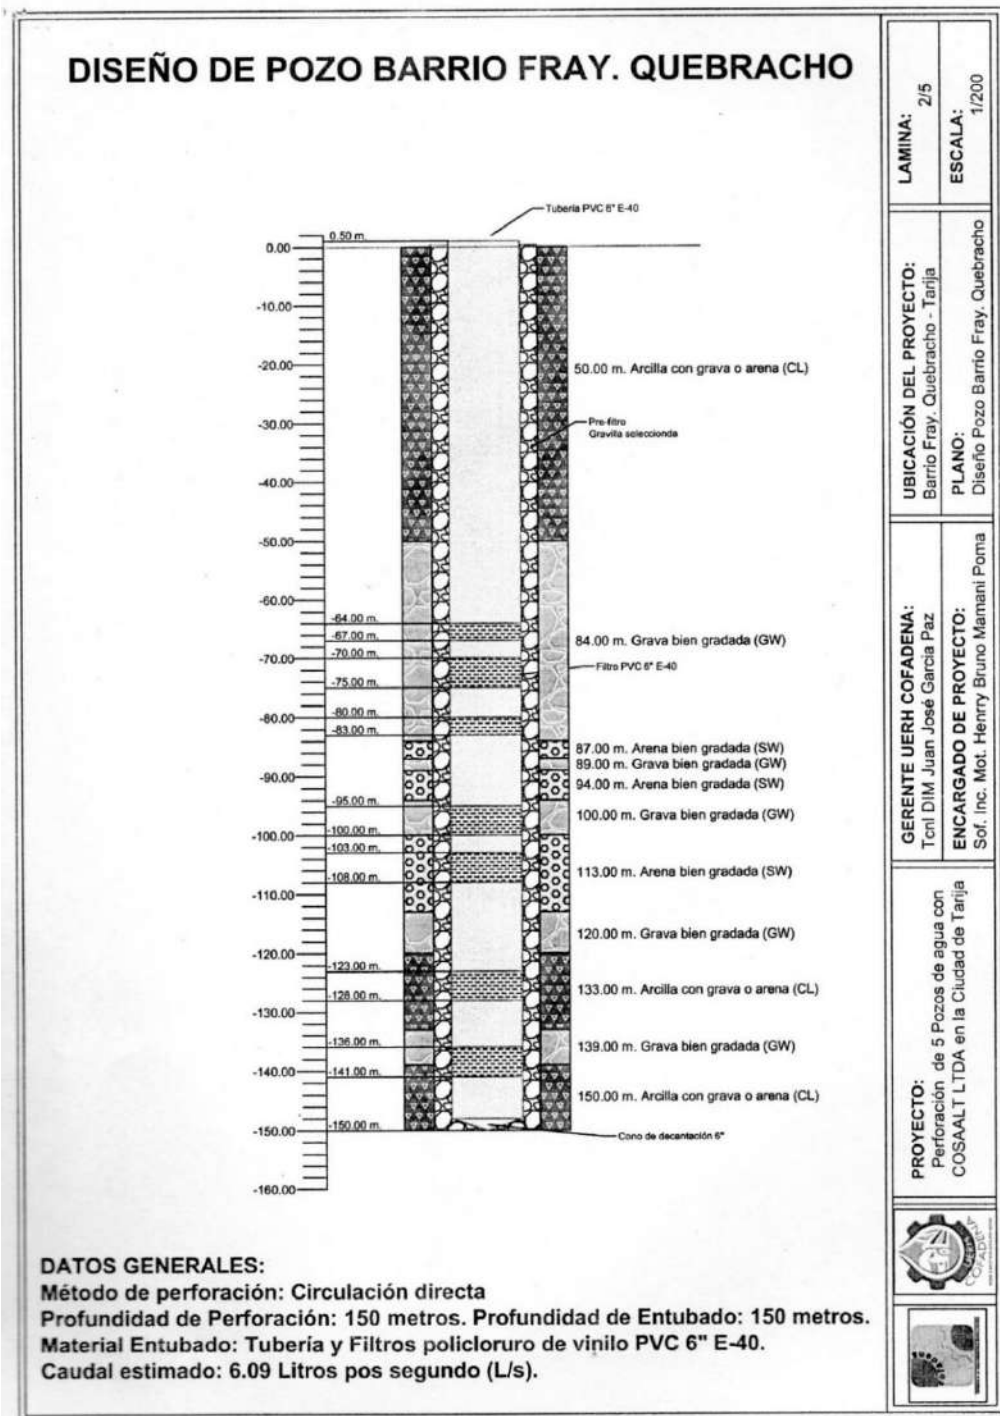 DISEÑO DE POZO BARRIO FRAY. QUEBRACHO
Tubería PVC 6" E-40
0.50 m.
0.00
-10.00
-20.00
50.00 m. Arcilla con grava o arena (CL)
-30.00
Pre-filtro
Gravilla seleccionda
-40.00
-50.00
-60.00
-64.00 m.
-67.00 m.
84.00 m. Grava bien gradada (GW)
-70.00 m.
-70.00
Filtro PVC 6" E-40
-75.00 m.
-80.00 m.
-80.00
-83.00 m.
87.00 m. Arena bien gradada (SW)
89.00 m. Grava bien gradada (GW)
-90.00
94.00 m. Arena bien gradada (SW)
-95.00 m.
100.00 m. Grava bien gradada (GW)
-100.00 m.
-100.00
-103.00 m.
113.00 m. Arena bien gradada (SW)
-108.00 m.
-110.00
120.00 m. Grava bien gradada (GW)
-120.00
-123.00 m.
133.00 m. Arcilla con grava o arena (CL)
-128.00 m.
-130.00
-136.00 m.
139.00 m. Grava bien gradada (GW)
-140.00
-141.00 m.
150.00 m. Arcilla con grava o arena (CL)
-150.00 m.
-150.00
Cono de decantación 6"
-160.00
DATOS GENERALES:
Método de perforación: Circulación directa
Profundidad de Perforación: 150 metros. Profundidad de Entubado: 150 metros.
Material Entubado: Tubería y Filtros policloruro de vinilo PVC 6" E-40.
Caudal estimado: 6.09 Litros pos segundo (L/s).
PROYECTO:
Perforación de 5 Pozos de agua con
COSAALT LTDA en la Ciudad de Tarija
GERENTE UERH COFADENA:
Tcnl DIM Juan José Garcia Paz
ENCARGADO DE PROYECTO:
Sof. Inc. Mot. Henrry Bruno Mamani Poma
UBICACIÓN DEL PROYECTO:
Barrio Fray. Quebracho - Tarija
PLANO:
Diseño Pozo Barrio Fray. Quebracho
LAMINA:
2/5
ESCALA:
1/200
COFADENA